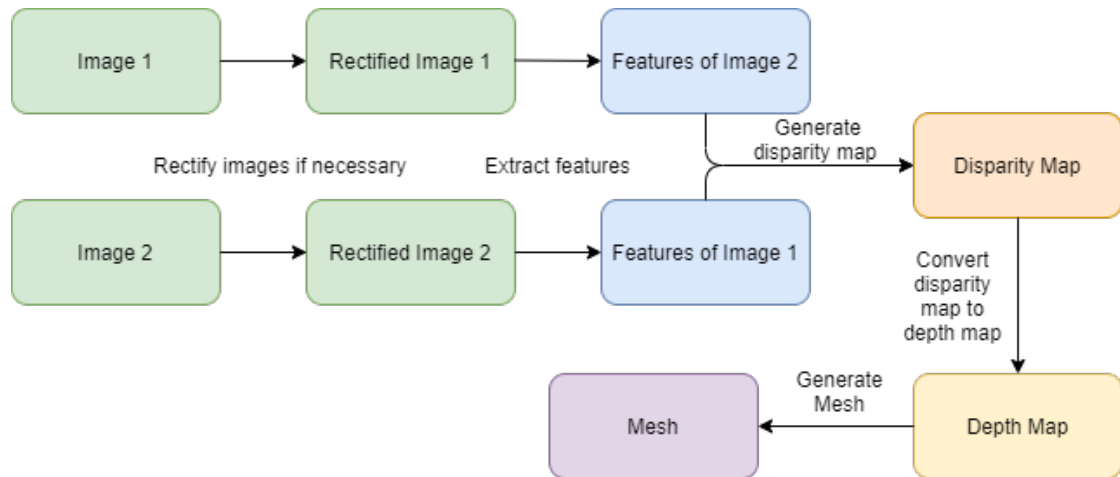 Image 1
Rectified Image 1
Features of Image 2
Generate
disparity map
Disparity Map
Rectify images if necessary
Extract features
Image 2
Rectified Image 2
Features of Image 1
Convert
disparity
map to
depth map
Generate
Mesh
Mesh
Depth Map